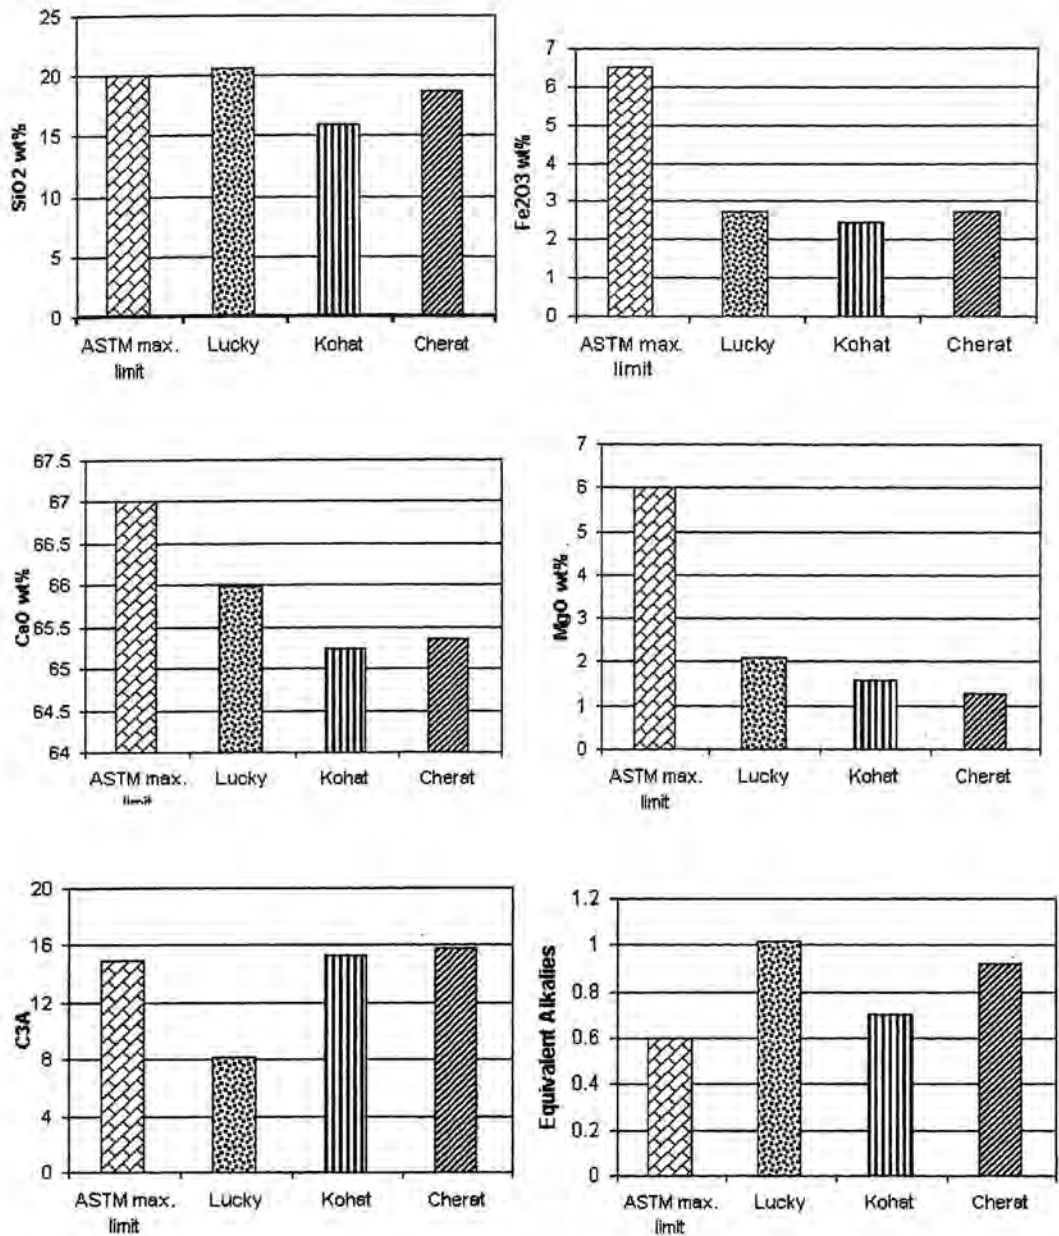 25
20
15
10
5
0
SiO2 wt%
ASTM max. limit
Lucky
Kohat
Cherat
7
6
5
4
3
2
1
0
Fe2O3 wt%
ASTM max. limit
Lucky
Kohat
Cherat
67.5
67
66.5
66
65.5
65
64.5
64
CaO wt%
ASTM max. limit
Lucky
Kohat
Cherat
7
6
5
4
3
2
1
0
MgO wt%
ASTM max. limit
Lucky
Kohat
Cherat
20
16
12
8
4
0
C3A
ASTM max. limit
Lucky
Kohat
Cherat
1.2
1
0.8
0.6
0.4
0.2
0
Equivalent Alkalies
ASTM max. limit
Lucky
Kohat
Cherat